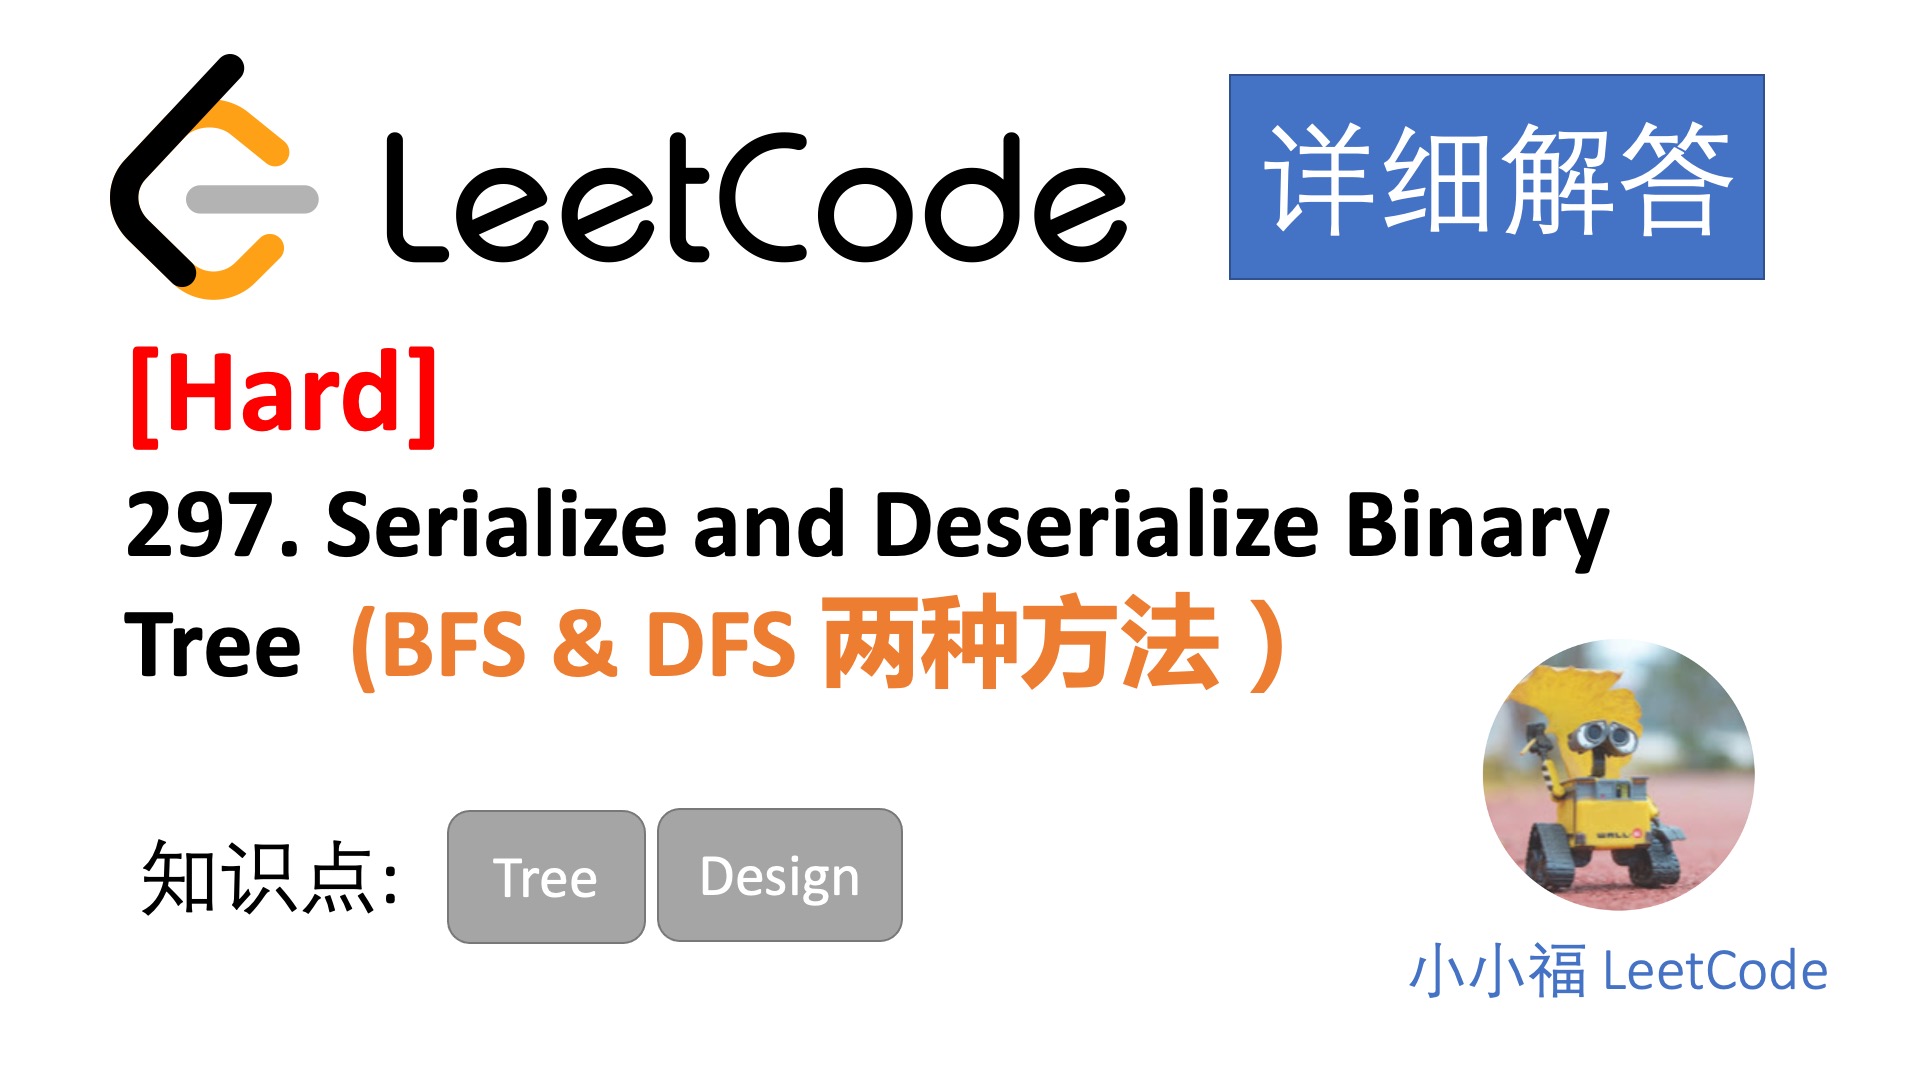 LeetCode
详细解答
[Hard]
297. Serialize and Deserialize Binary
Tree (BFS & DFS 两种方法 )
知识点:
Tree
Design
WALL·E
小小福 LeetCode